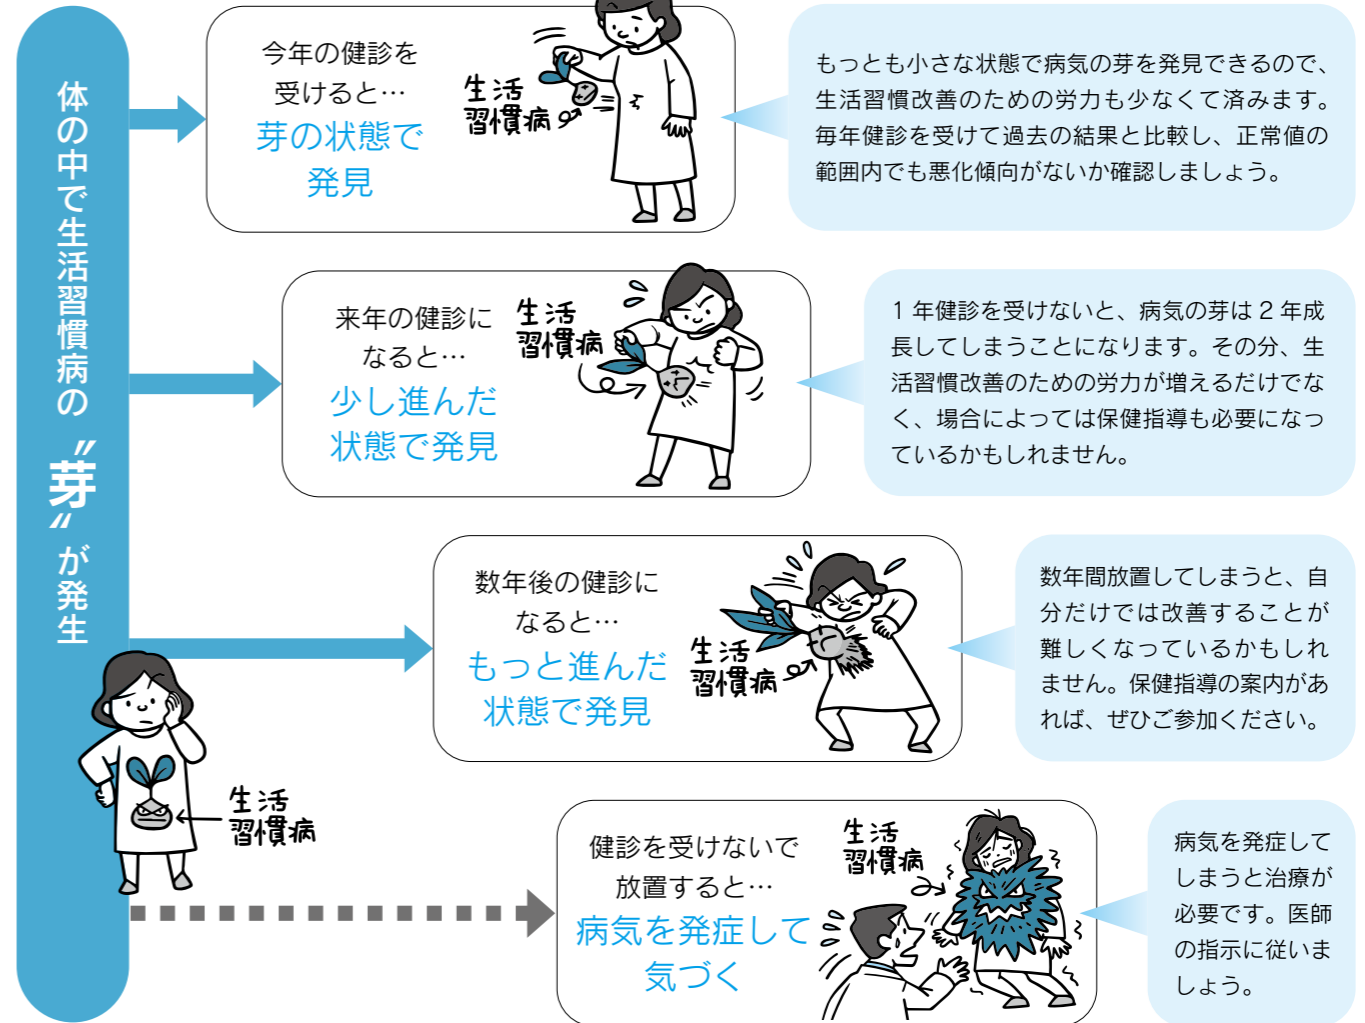 体の中で生活習慣病の〝芽〟が発生
生活
習慣病
今年の健診を
受けると…
芽の状態で
発見
生活
習慣病
もっとも小さな状態で病気の芽を発見できるので、
生活習慣改善のための労力も少なくて済みます。
毎年健診を受けて過去の結果と比較し、正常値の
範囲内でも悪化傾向がないか確認しましょう。
来年の健診に
なると…
少し進んだ
状態で発見
生活
習慣病
1 年健診を受けないと、病気の芽は 2 年成
長してしまうことになります。その分、生
活習慣改善のための労力が増えるだけでな
く、場合によっては保健指導も必要になっ
ているかもしれません。
数年後の健診に
なると…
もっと進んだ
状態で発見
生活
習慣病
数年間放置してしまうと、自
分だけでは改善することが
難しくなっているかもしれ
ません。保健指導の案内があ
れば、ぜひご参加ください。
健診を受けないで
放置すると…
病気を発症して
気づく
生活
習慣病
病気を発症して
しまうと治療が
必要です。医師
の指示に従いま
しょう。